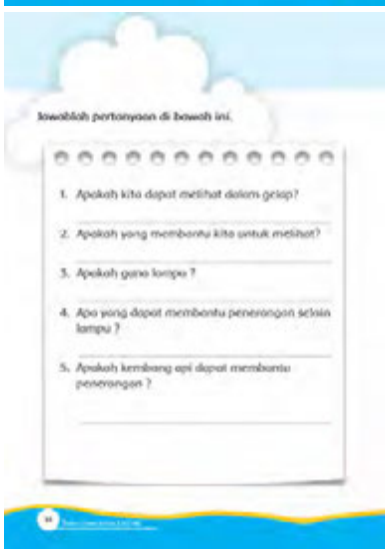 Jawablah pertanyaan di bawah ini.
1. Apakah kita dapat melihat dalam gelap?
2. Apakah yang membantu kita untuk melihat?
3. Apakah guna lampu ?
4. Apa yang dapat membantu penerangan selain
lampu ?
5. Apakah kembang api dapat membantu
penerangan ?